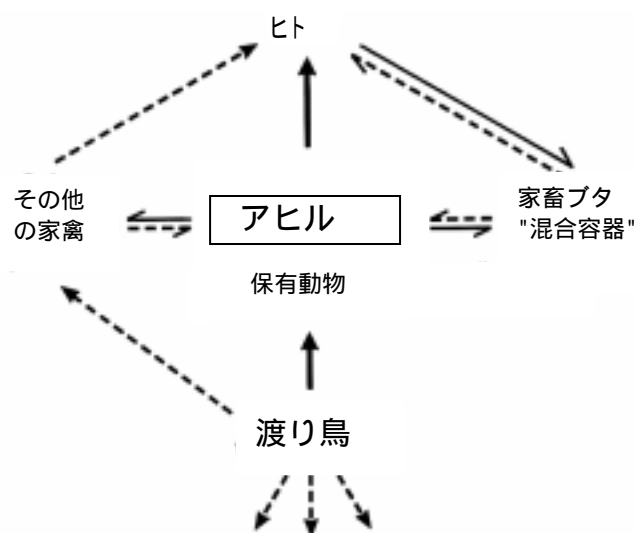 ヒト
その他
の家禽
アヒル
家畜ブタ
"混合容器"
保有動物
渡り鳥